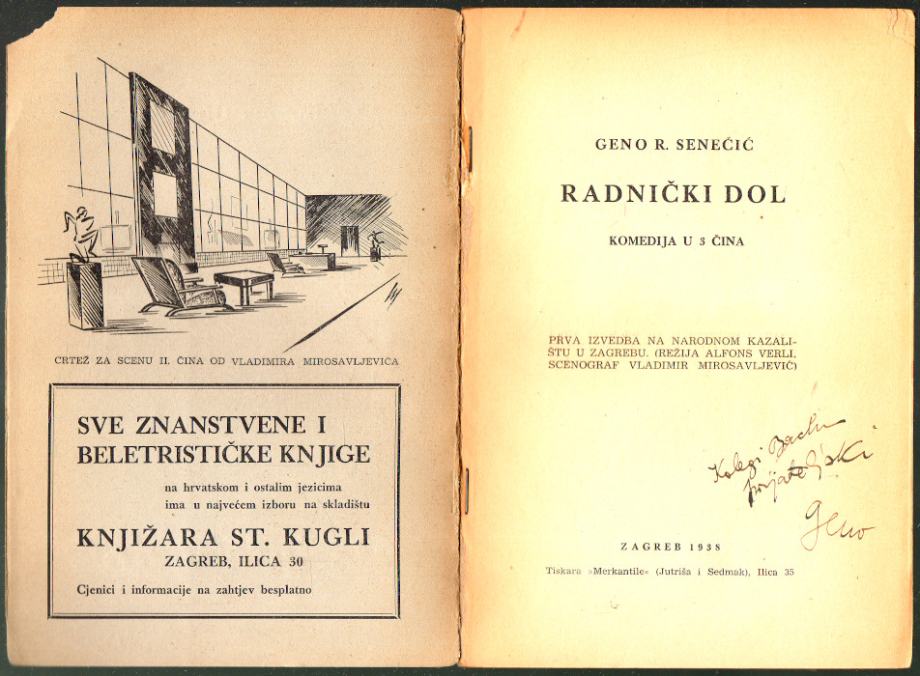 CRTEŽ ZA SCENU II. ČINA OD VLADIMIRA MIROSAVLJEVIĆA
SVE ZNANSTVENE I
BELETRISTIČKE KNJIGE
na hrvatskom i ostalim jezicima
ima u najvećem izboru na skladištu
KNJIŽARA ST. KUGLI
ZAGREB, ILICA 30
Cjenici i informacije na zahtjev besplatno
GENO R. SENEČIĆ
RADNIČKI DOL
KOMEDIJA U 3 ČINA
PRVA IZVEDBA NA NARODNOM KAZALI-
ŠTU U ZAGREBU. (REŽIJA ALFONS VERLI,
SCENOGRAF VLADIMIR MIROSAVLJEVIĆ)
Kolegi
prijateljski
Geno
ZAGREB 1938
Tiskara »Merkantile« (Jutriša i Sedmak), Ilica 35